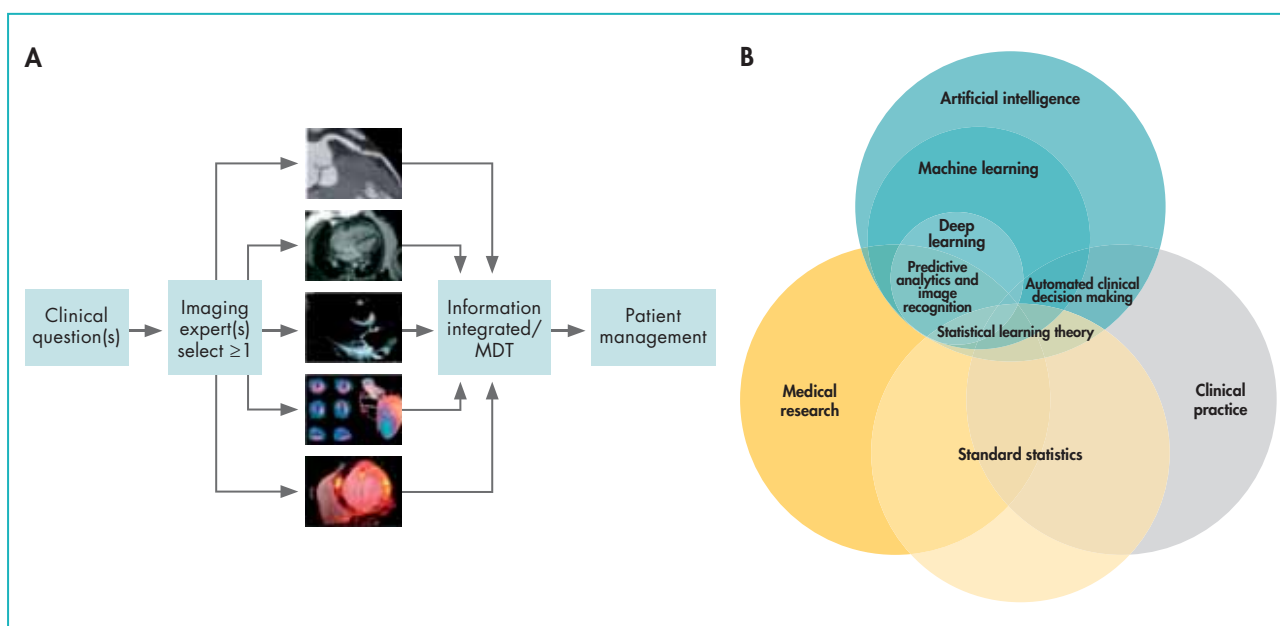 A
Clinical
question(s)
Imaging
expert(s)
select ≥1
Information
integrated/
MDT
Patient
management
B
Artificial intelligence
Machine learning
Deep
learning
Predictive
analytics and
image
recognition
Automated clinical
decision making
Statistical learning theory
Medical
research
Clinical
practice
Standard statistics